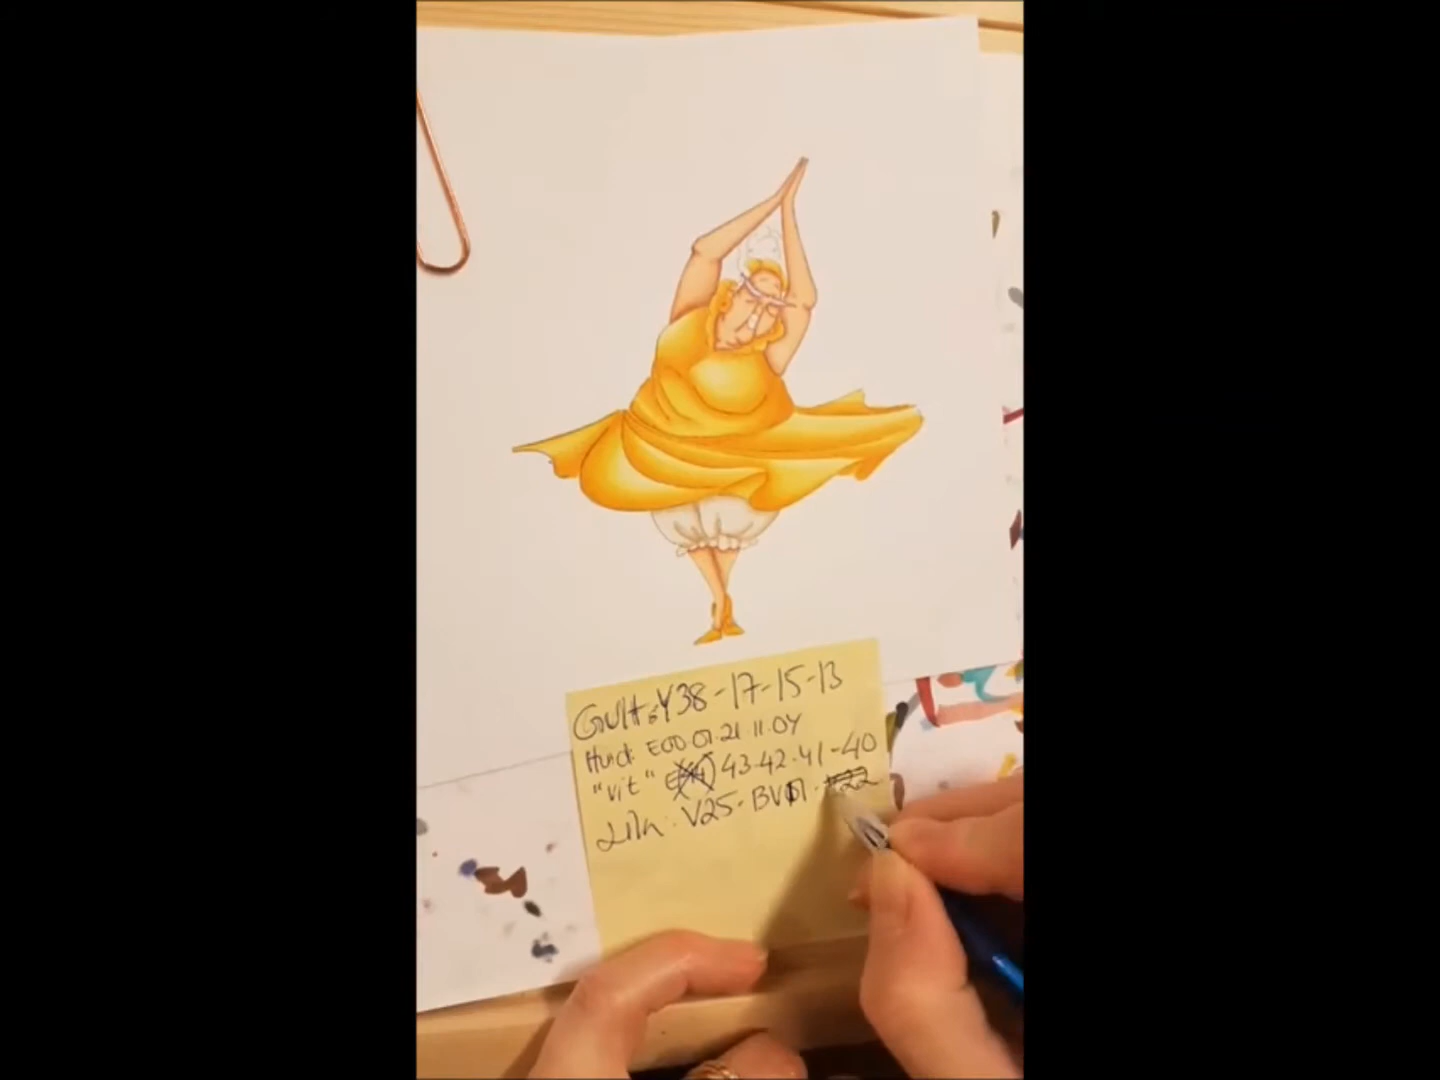 Gult: Y38-17-15-13
Hud: E00.01.21.11.04
"Vit" 43-42-41-40
Lila: V25-BV01-